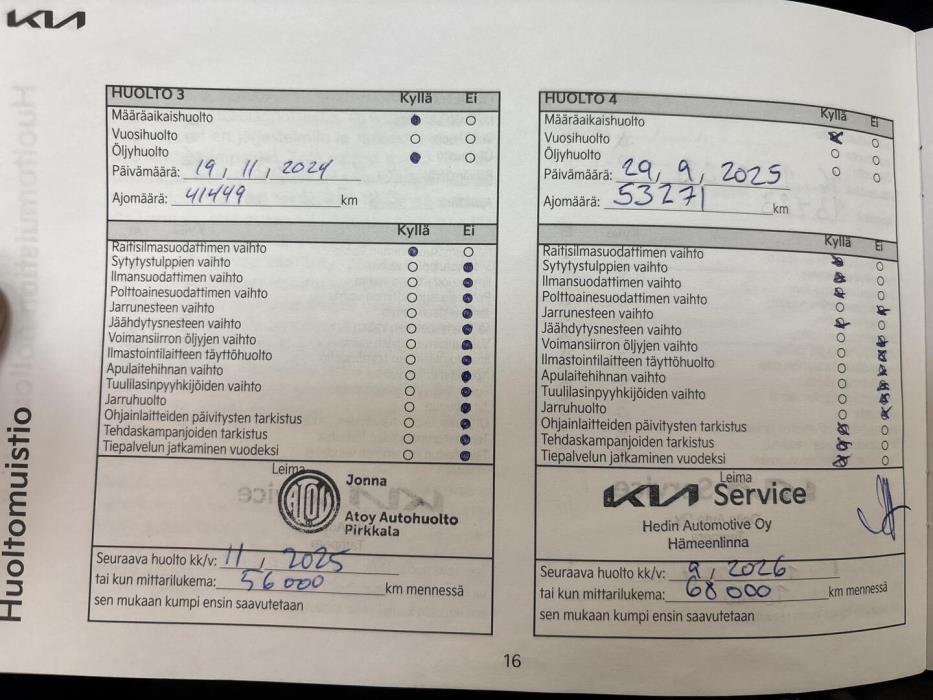 KIA
Huoltomuistio
HUOLTO 3 Kyllä Ei
Määräaikaishuolto
Vuosihuolto
Öljyhuolto
Päivämäärä: 19, 11, 2024
Ajomäärä: 41449 km
Kyllä Ei
Raitisilmasuodattimen vaihto
Sytytystulppien vaihto
Ilmansuodattimen vaihto
Polttoainesuodattimen vaihto
Jarrunesteen vaihto
Jäähdytysnesteen vaihto
Voimansiirron öljyjen vaihto
Ilmastointilaitteen täyttöhuolto
Apulaitehihnan vaihto
Tuulilasinpyyhkijöiden vaihto
Jarruhuolto
Ohjainlaitteiden päivitysten tarkistus
Tehdaskampanjoiden tarkistus
Tiepalvelun jatkaminen vuodeksi
Leima
ATOY
Jonna
Atoy Autohuolto
Pirkkala
Seuraava huolto kk/v: 11, 2025
tai kun mittarilukema: 56000 km mennessä
sen mukaan kumpi ensin saavutetaan
HUOLTO 4 Kyllä Ei
Määräaikaishuolto
Vuosihuolto
Öljyhuolto
Päivämäärä: 29, 9, 2025
Ajomäärä: 53271 km
Kyllä Ei
Raitisilmasuodattimen vaihto
Sytytystulppien vaihto
Ilmansuodattimen vaihto
Polttoainesuodattimen vaihto
Jarrunesteen vaihto
Jäähdytysnesteen vaihto
Voimansiirron öljyjen vaihto
Ilmastointilaitteen täyttöhuolto
Apulaitehihnan vaihto
Tuulilasinpyyhkijöiden vaihto
Jarruhuolto
Ohjainlaitteiden päivitysten tarkistus
Tehdaskampanjoiden tarkistus
Tiepalvelun jatkaminen vuodeksi
Leima
KIA Service
Hedin Automotive Oy
Hämeenlinna
Seuraava huolto kk/v: 9, 2026
tai kun mittarilukema: 68000 km mennessä
sen mukaan kumpi ensin saavutetaan
16